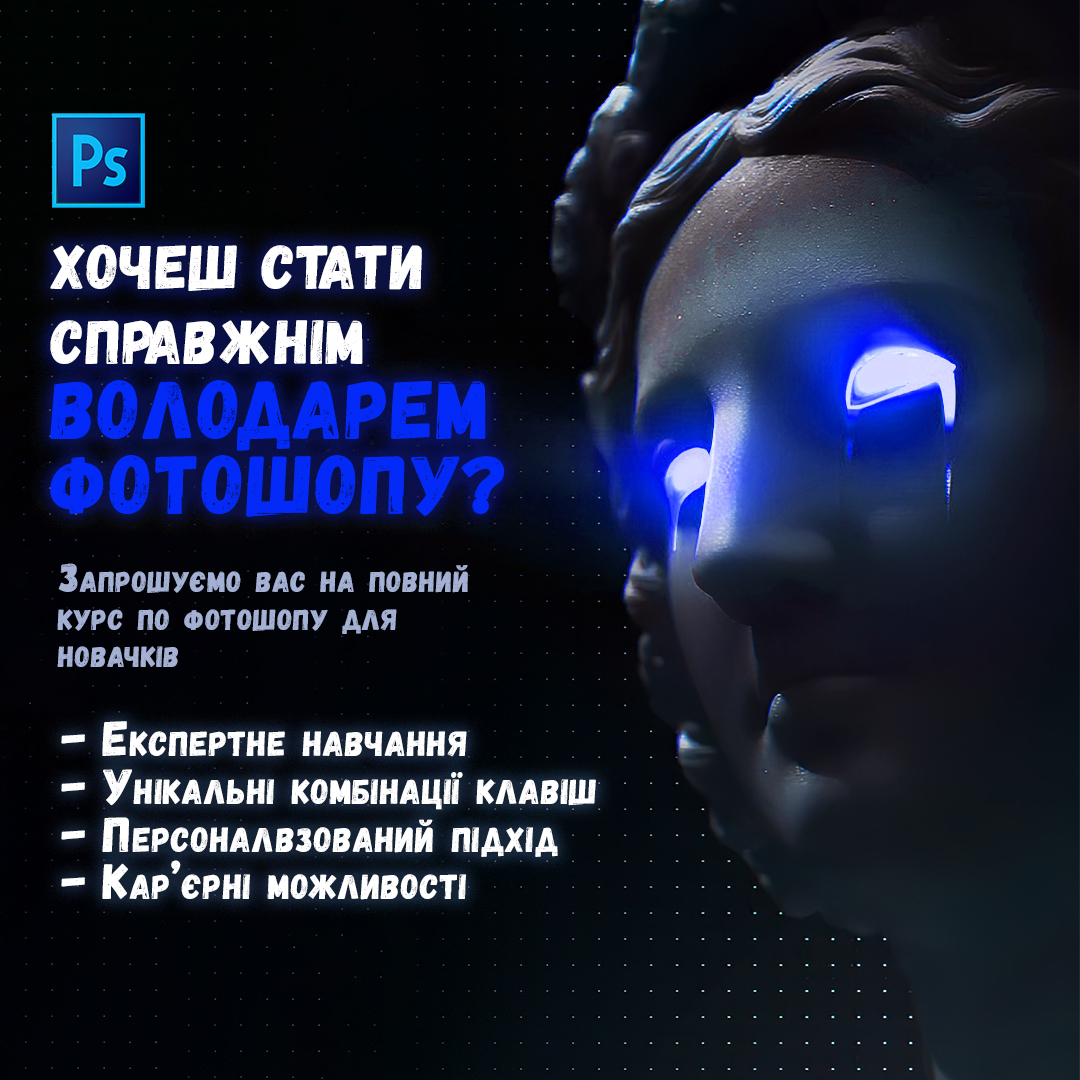 Ps
ХОЧЕШ СТАТИ
СПРАВЖНІМ
ВОЛОДАРЕМ
ФОТОШОПУ?
Запрошуємо вас на повний
курс по фотошопу для
новачків
- Експертне навчання
- Унікальні комбінації клавіш
- Персоналвзований підхід
- Кар’єрні можливості